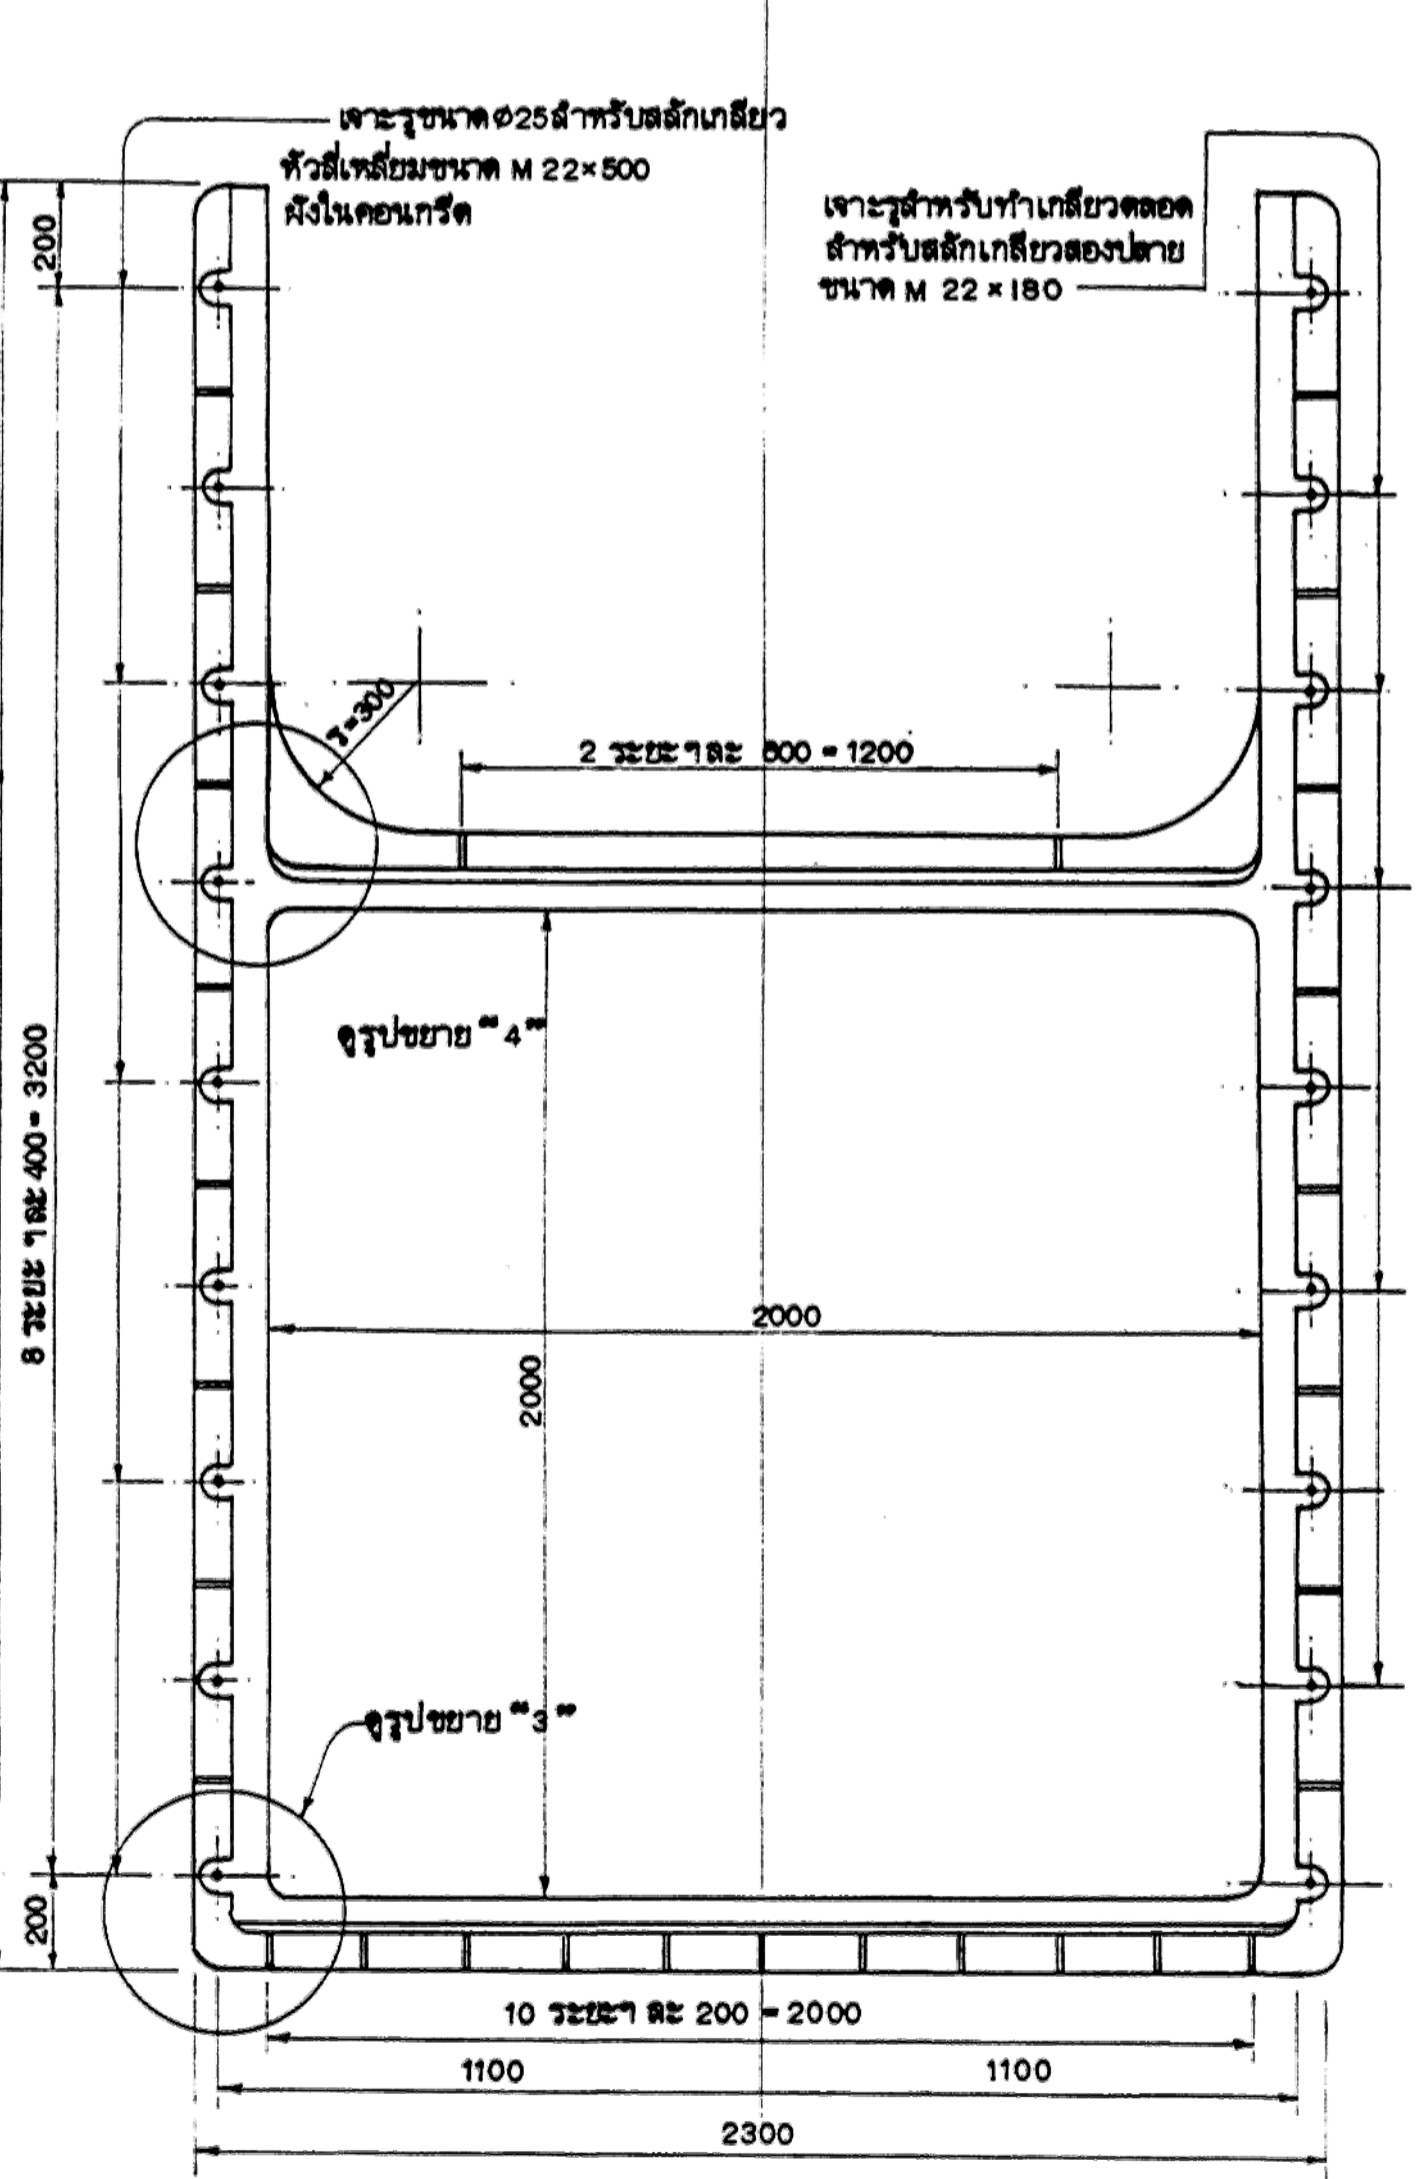 เจาะรูขนาด Ø25 สำหรับสลักเกลียว
หัวสี่เหลี่ยมขนาด M 22×500
ฝังในคอนกรีต
เจาะรูสำหรับทำเกลียวตลอด
สำหรับสลักเกลียวสองปลาย
ขนาด M 22×180
200
ร=300
2 ระยะๆละ 600 = 1200
ดูรูปขยาย "4"
8 ระยะ ๆละ 400 = 3200
2000
2000
ดูรูปขยาย "3"
200
10 ระยะๆ ละ 200 = 2000
1100
1100
2300